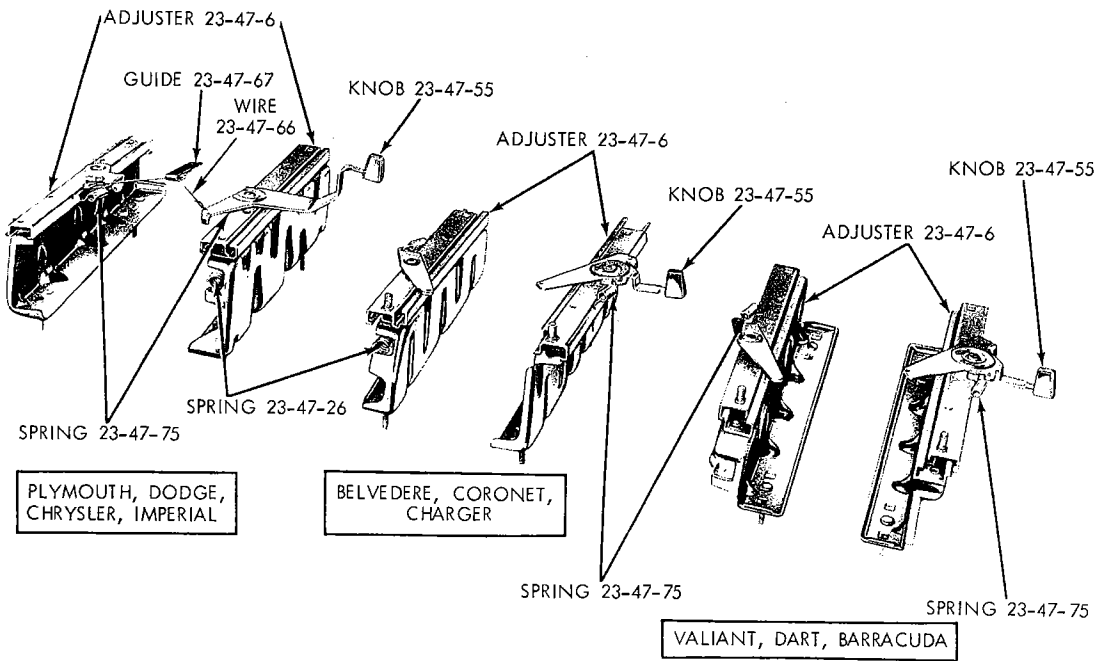 ADJUSTER 23-47-6
GUIDE 23-47-67
WIRE
23-47-66
KNOB 23-47-55
SPRING 23-47-75
SPRING 23-47-26
PLYMOUTH, DODGE,
CHRYSLER, IMPERIAL
ADJUSTER 23-47-6
KNOB 23-47-55
BELVEDERE, CORONET,
CHARGER
SPRING 23-47-75
ADJUSTER 23-47-6
KNOB 23-47-55
SPRING 23-47-75
VALIANT, DART, BARRACUDA